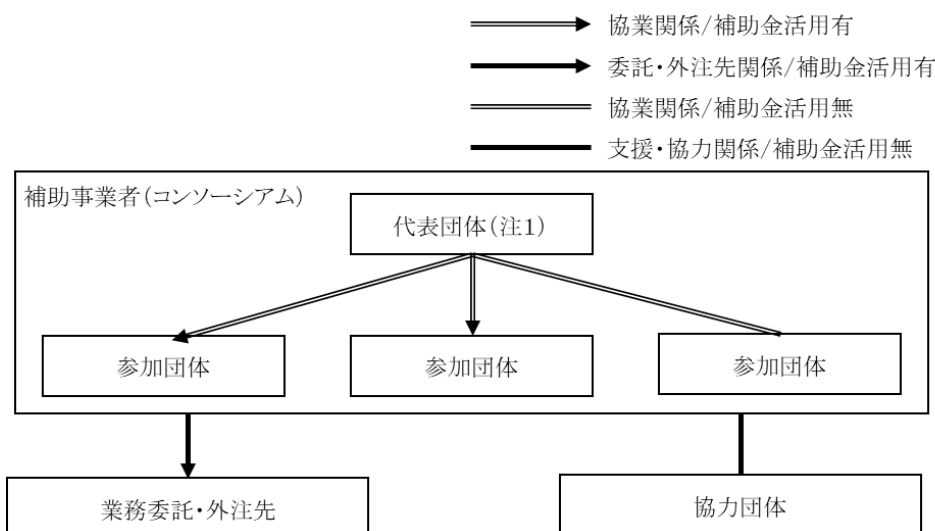 協業関係/補助金活用有
委託・外注先関係/補助金活用有
協業関係/補助金活用無
支援・協力関係/補助金活用無
補助事業者(コンソーシアム)
代表団体(注1)
参加団体
参加団体
参加団体
業務委託・外注先
協力団体